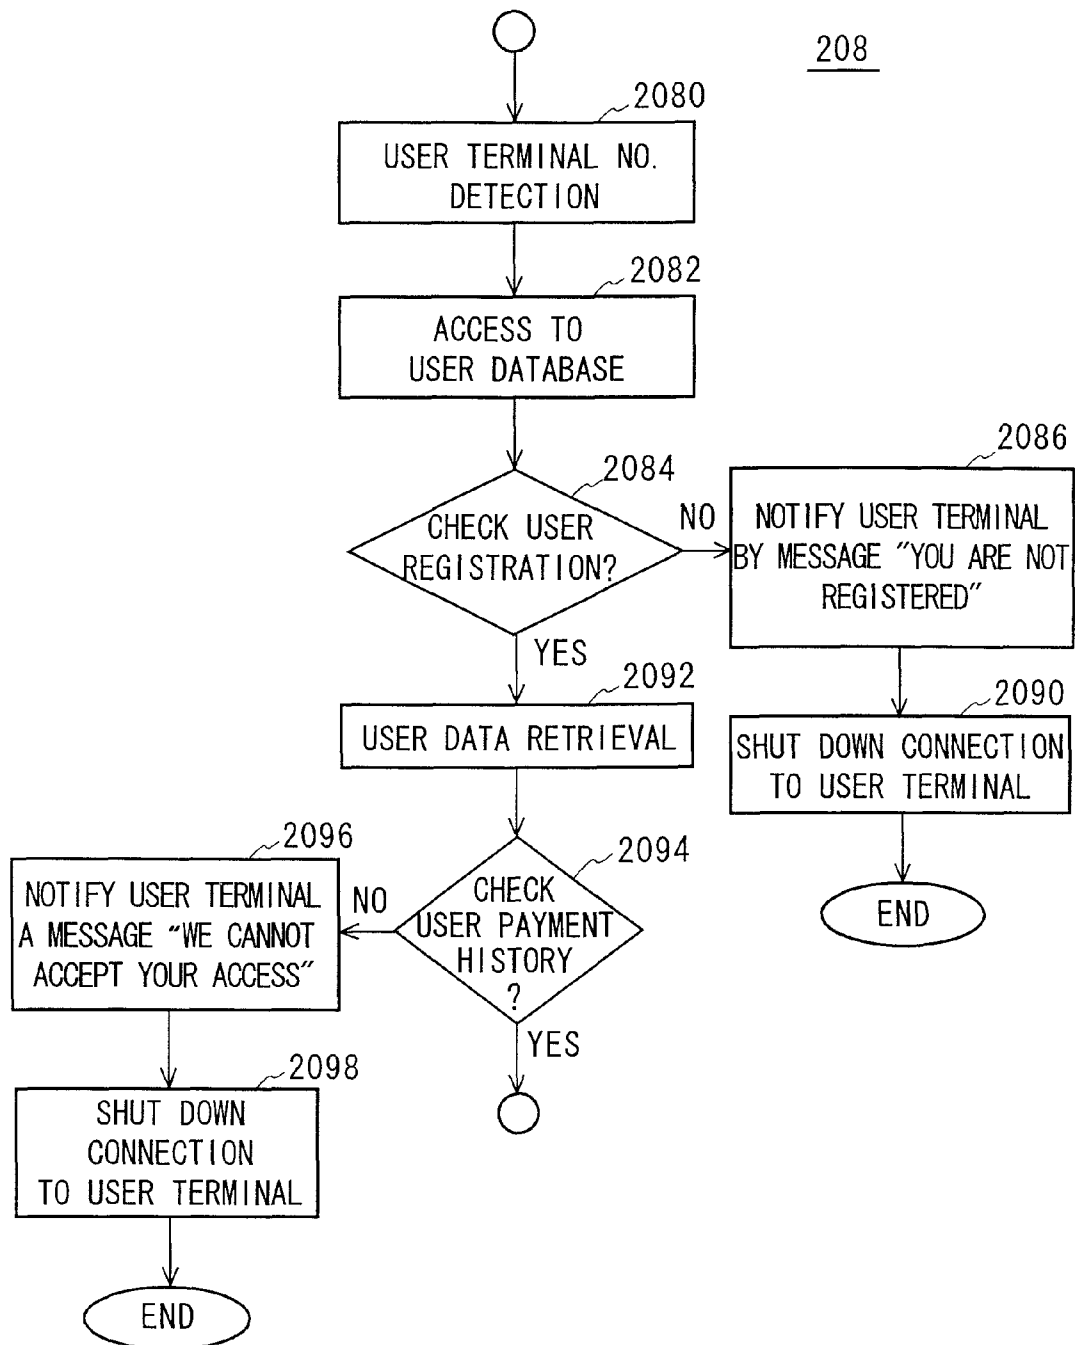 208
2080
USER TERMINAL NO.
DETECTION
2082
ACCESS TO
USER DATABASE
2084
CHECK USER
REGISTRATION?
NO
2086
NOTIFY USER TERMINAL
BY MESSAGE "YOU ARE NOT
REGISTERED"
YES
2092
USER DATA RETRIEVAL
2090
SHUT DOWN CONNECTION
TO USER TERMINAL
END
2094
CHECK
USER PAYMENT
HISTORY
?
NO
2096
NOTIFY USER TERMINAL
A MESSAGE "WE CANNOT
ACCEPT YOUR ACCESS"
YES
2098
SHUT DOWN
CONNECTION
TO USER TERMINAL
END